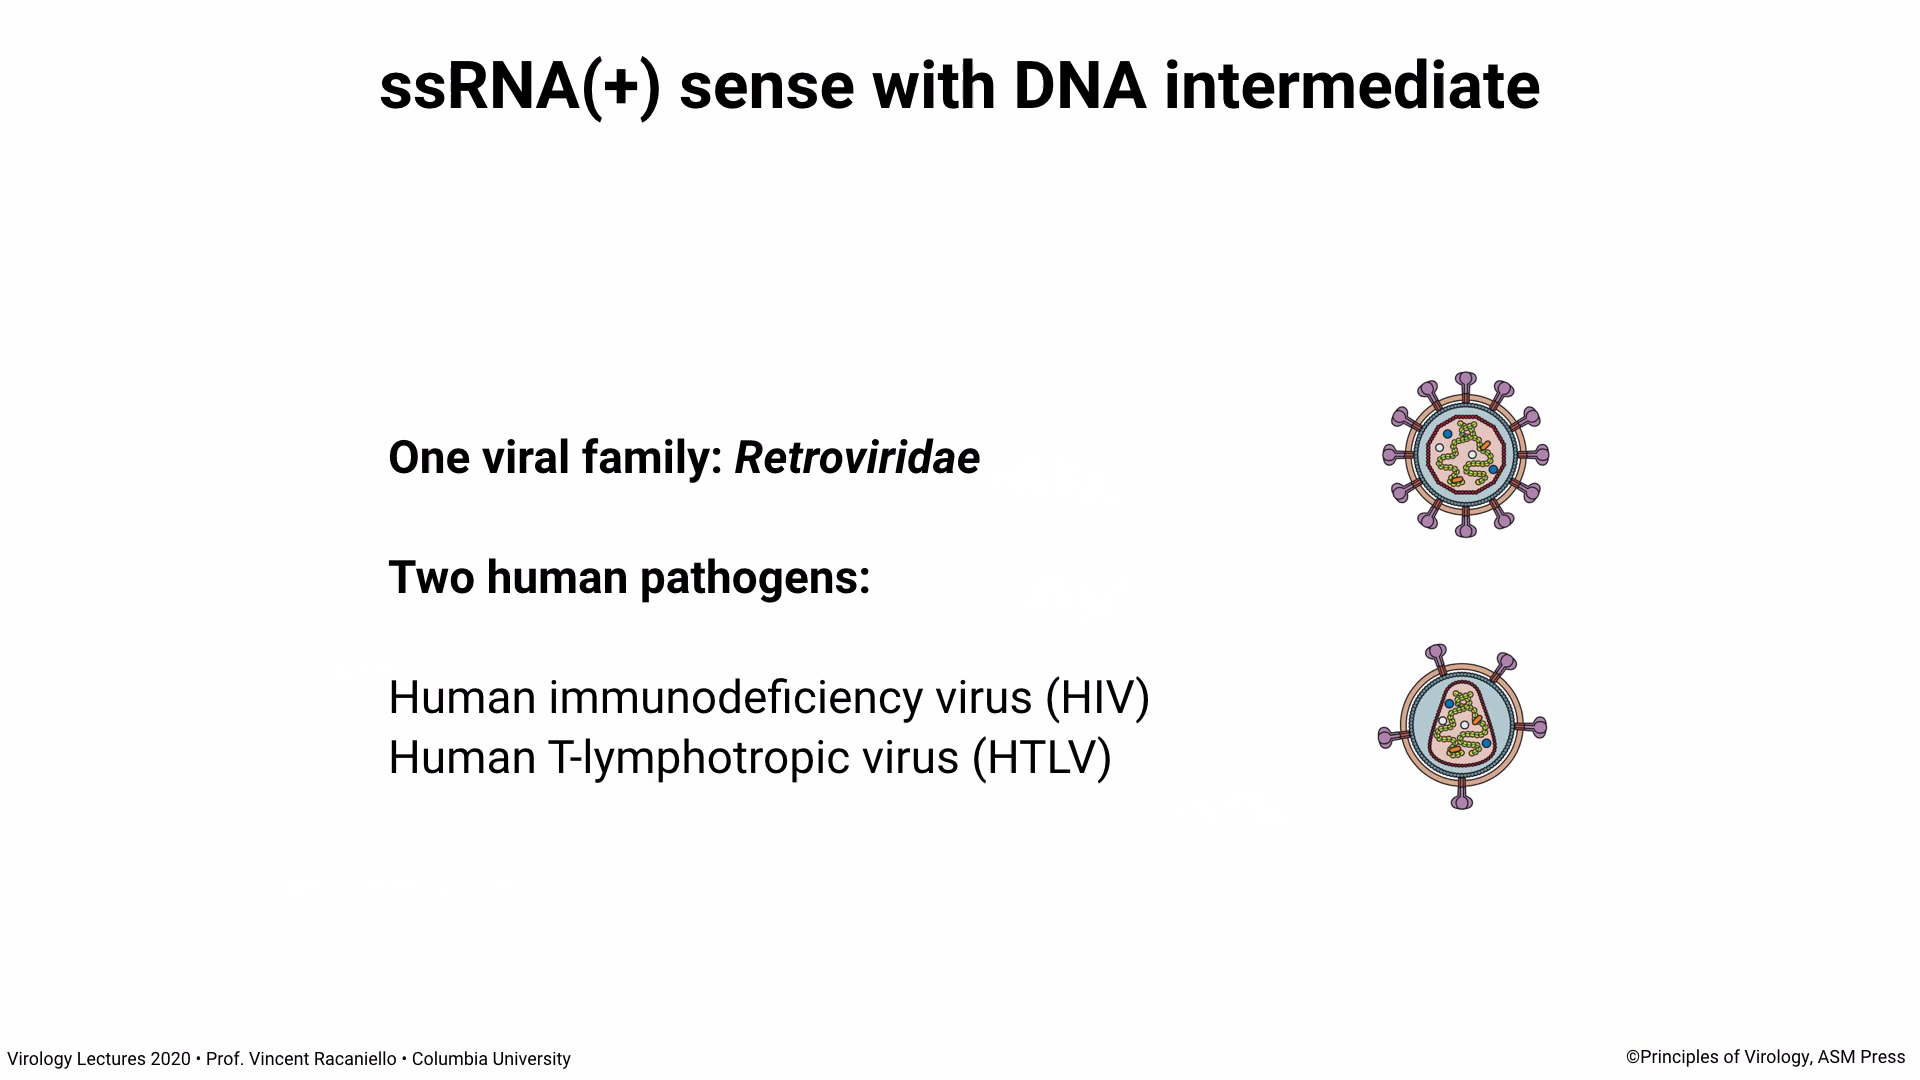 ssRNA(+) sense with DNA intermediate
One viral family: Retroviridae
Two human pathogens:
Human immunodeficiency virus (HIV)
Human T-lymphotropic virus (HTLV)
Virology Lectures 2020 • Prof. Vincent Racaniello • Columbia University
©Principles of Virology, ASM Press